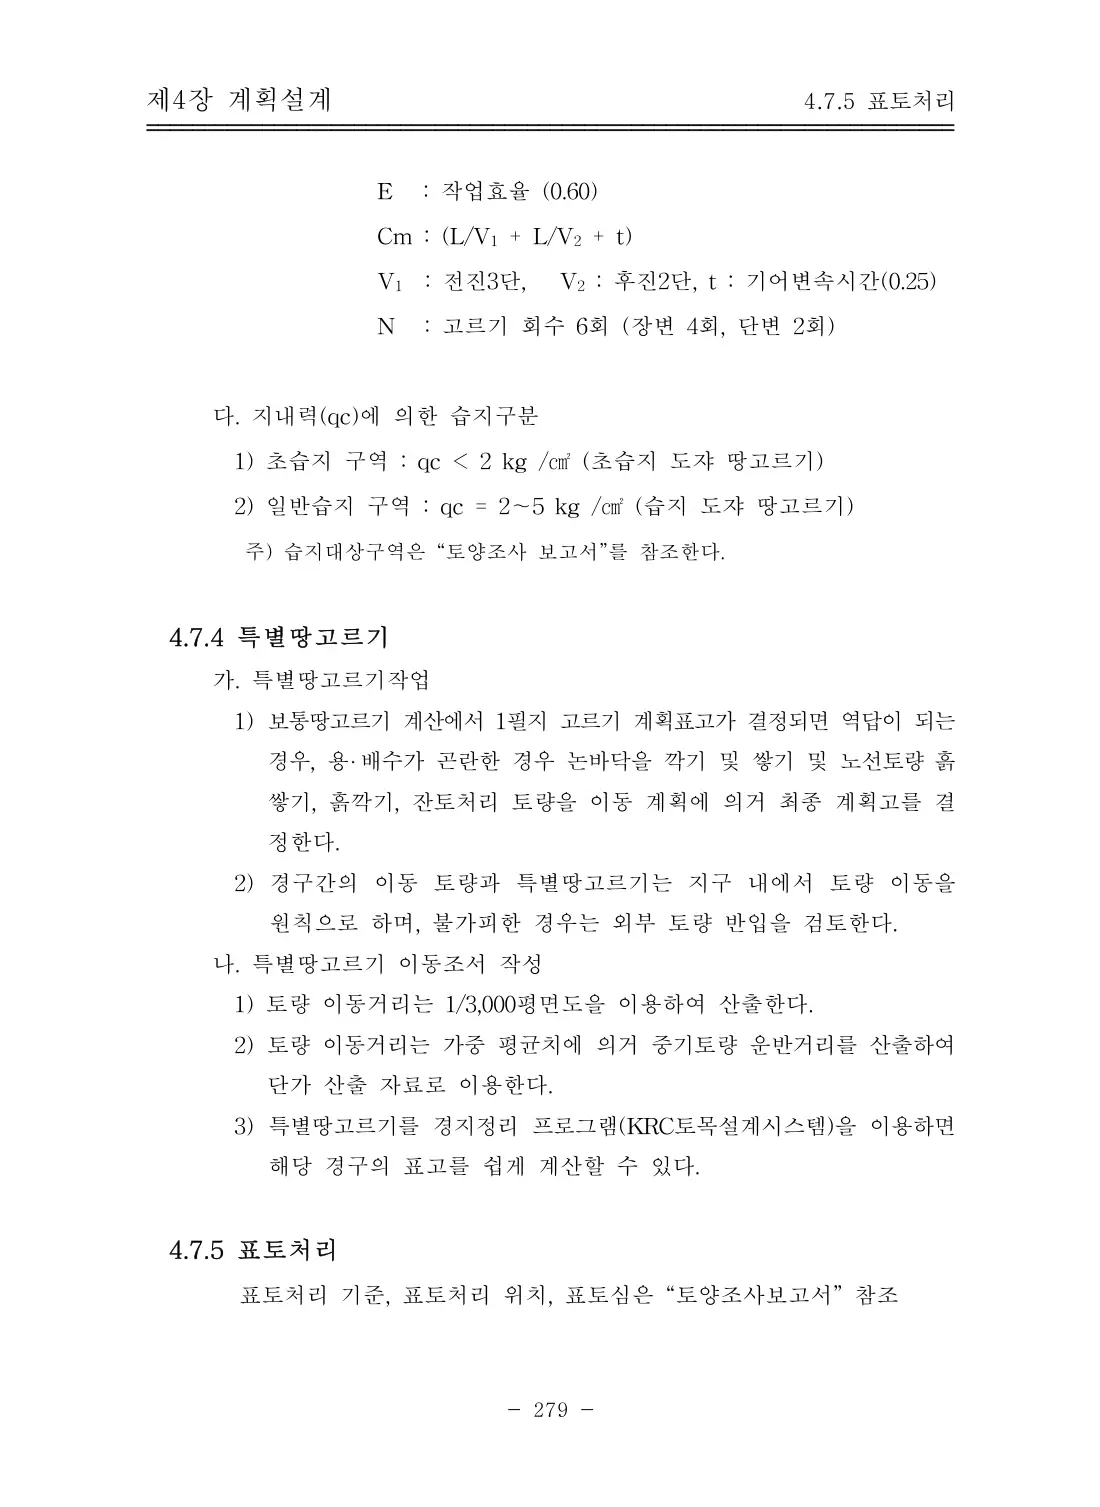 제4장 계획설계 4.7.5 표토처리
E : 작업효율 (0.60)
Cm : (L/V₁ + L/V₂ + t)
V₁ : 전진3단, V₂ : 후진2단, t : 기어변속시간(0.25)
N : 고르기 회수 6회 (장변 4회, 단변 2회)
다. 지내력(qc)에 의한 습지구분
1) 초습지 구역 : qc < 2 kg /㎠ (초습지 도쟈 땅고르기)
2) 일반습지 구역 : qc = 2~5 kg /㎠ (습지 도쟈 땅고르기)
주) 습지대상구역은 “토양조사 보고서”를 참조한다.
4.7.4 특별땅고르기
가. 특별땅고르기작업
1) 보통땅고르기 계산에서 1필지 고르기 계획표고가 결정되면 역답이 되는
경우, 용·배수가 곤란한 경우 논바닥을 깍기 및 쌓기 및 노선토량 흙
쌓기, 흙깍기, 잔토처리 토량을 이동 계획에 의거 최종 계획고를 결
정한다.
2) 경구간의 이동 토량과 특별땅고르기는 지구 내에서 토량 이동을
원칙으로 하며, 불가피한 경우는 외부 토량 반입을 검토한다.
나. 특별땅고르기 이동조서 작성
1) 토량 이동거리는 1/3,000평면도을 이용하여 산출한다.
2) 토량 이동거리는 가중 평균치에 의거 중기토량 운반거리를 산출하여
단가 산출 자료로 이용한다.
3) 특별땅고르기를 경지정리 프로그램(KRC토목설계시스템)을 이용하면
해당 경구의 표고를 쉽게 계산할 수 있다.
4.7.5 표토처리
표토처리 기준, 표토처리 위치, 표토심은 “토양조사보고서” 참조
- 279 -